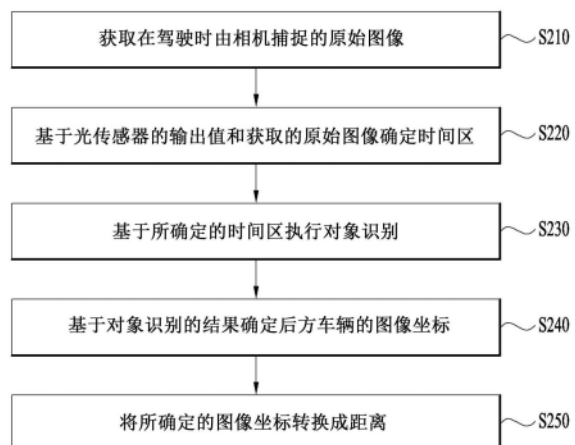 获取在驾驶时由相机捕捉的原始图像 S210
基于光传感器的输出值和获取的原始图像确定时间区 S220
基于所确定的时间区执行对象识别 S230
基于对象识别的结果确定后方车辆的图像坐标 S240
将所确定的图像坐标转换成距离 S250